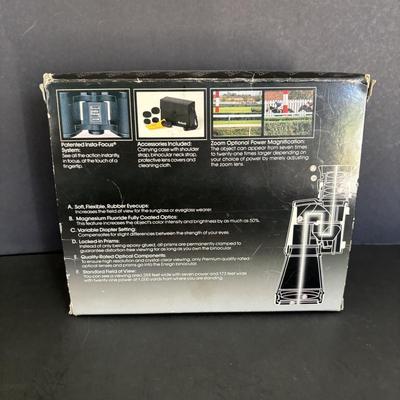 Patented Insta-Focus®
System:
See all the action instantly,
in focus, at the touch of a
fingertip.
Accessories Included:
Carrying case with shoulder
strap, binocular neck strap,
protective lens covers and
cleaning cloth.
Zoom Optional Power Magnification:
The object can appear from seven times
to twenty-one times larger depending on
your choice of power by merely adjusting
the zoom lens.
A. Soft, Flexible, Rubber Eyecups:
Increases the field of view for the sunglass or eyeglass wearer.
B. Magnesium Fluoride Fully Coated Optics:
This feature increases the object's color intensity and brightness by as much as 50%.
C. Variable Diopter Setting:
Compensates for slight differences between the strength of your eyes.
D. Locked-in Prisms:
Instead of only being epoxy-glued, all prisms are permanently clamped to
guarantee distortion free viewing for as long as you own the binocular.
E. Quality-Rated Optical Components:
To ensure high resolution and crystal-clear viewing, only Premium quality-rated
optical lenses and prisms go into the Ensign binocular.
F. Standard Field of View:
You can see a viewing area 288 feet wide with seven power and 173 feet wide
with twenty one power at 1,000 yards from where you are standing.